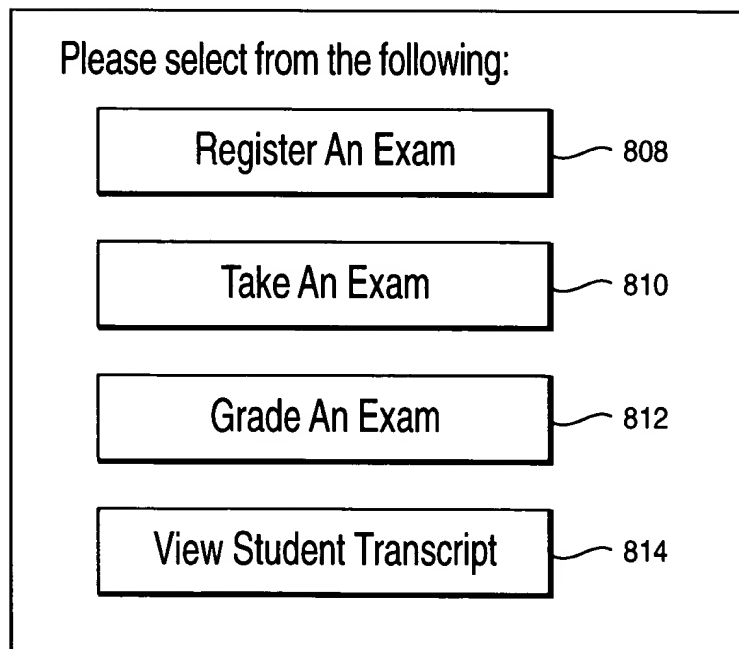 Please select from the following:
Register An Exam 808
Take An Exam 810
Grade An Exam 812
View Student Transcript 814